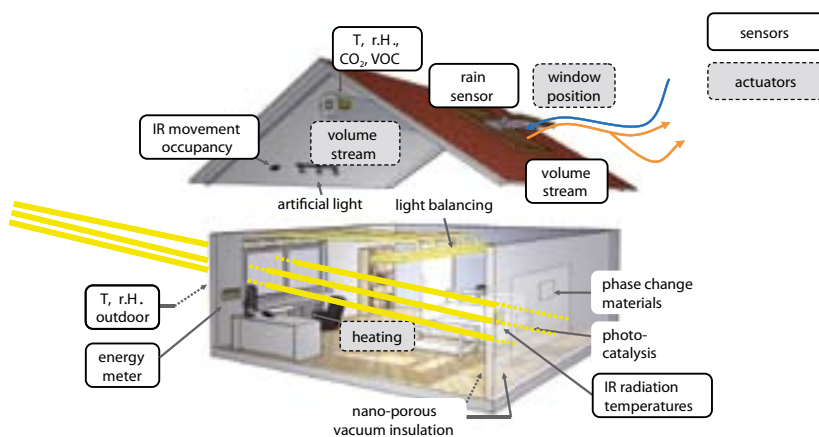 T, r.H.,
CO₂, VOC
rain
sensor
window
position
sensors
actuators
IR movement
occupancy
volume
stream
volume
stream
artificial light
light balancing
T, r.H.
outdoor
phase change
materials
heating
photo-
catalysis
energy
meter
IR radiation
temperatures
nano-porous
vacuum insulation